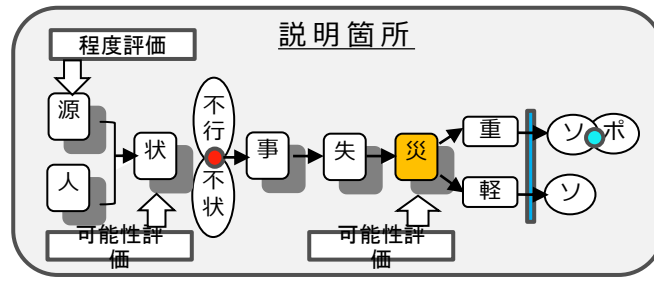 説明箇所
程度評価
源
人
状
不行
不状
事
失
災
重
軽
ソ
ポ
ソ
可能性評
価
可能性評
価